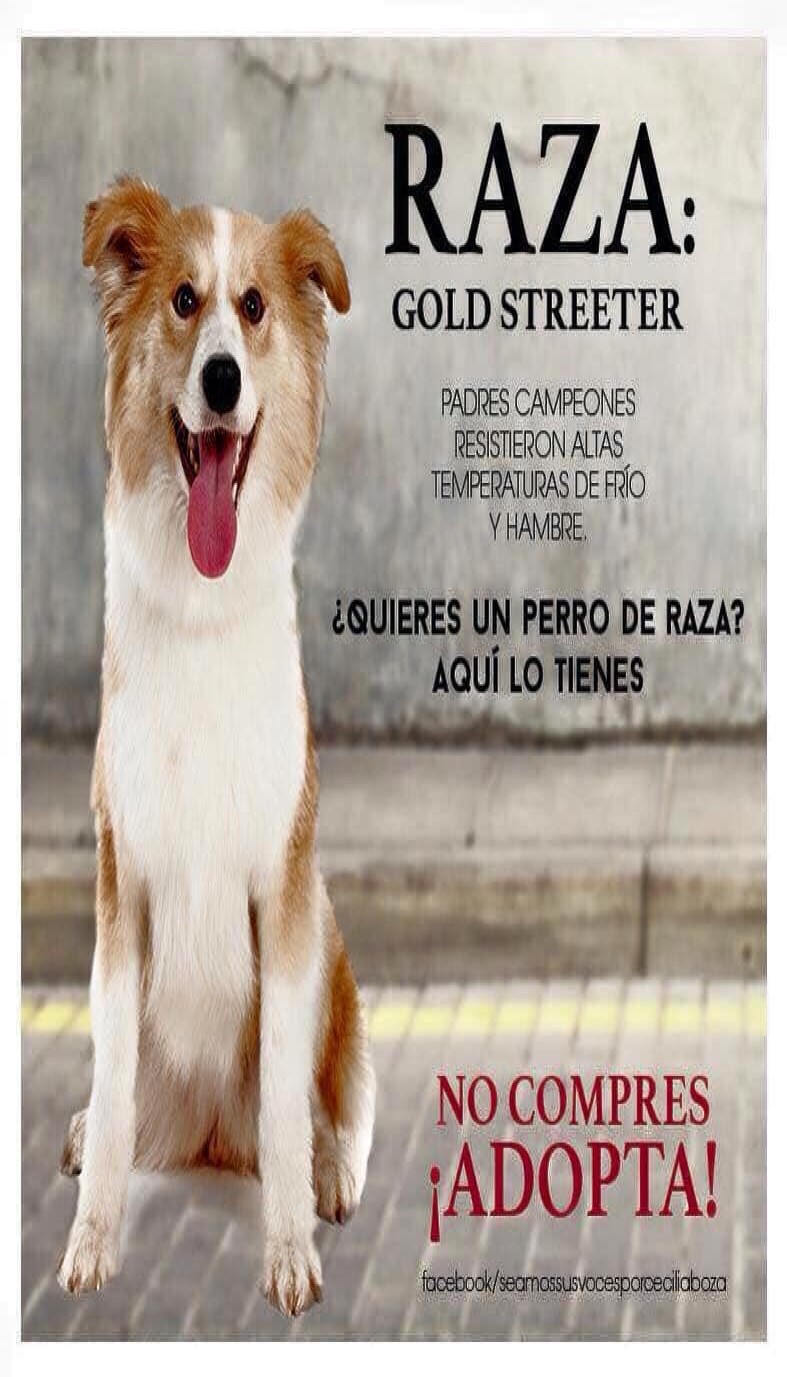 RAZA:
GOLD STREETER
PADRES CAMPEONES
RESISTIERON ALTAS
TEMPERATURAS DE FRÍO
Y HAMBRE.
¿QUIERES UN PERRO DE RAZA?
AQUÍ LO TIENES
NO COMPRES
¡ADOPTA!
facebook/seamossusvocesporceciliaboza